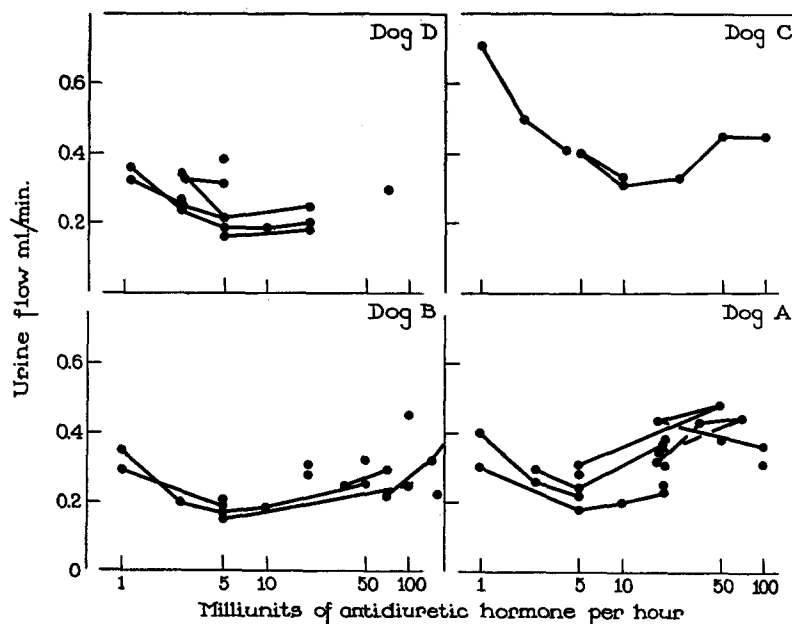 Dog D
Dog C
0.6
0.4
0.2
Urine flow ml/min.
Dog B
Dog A
0.6
0.4
0.2
0
1 5 10 50 100 1 5 10 50 100
Milliunits of antidiuretic hormone per hour